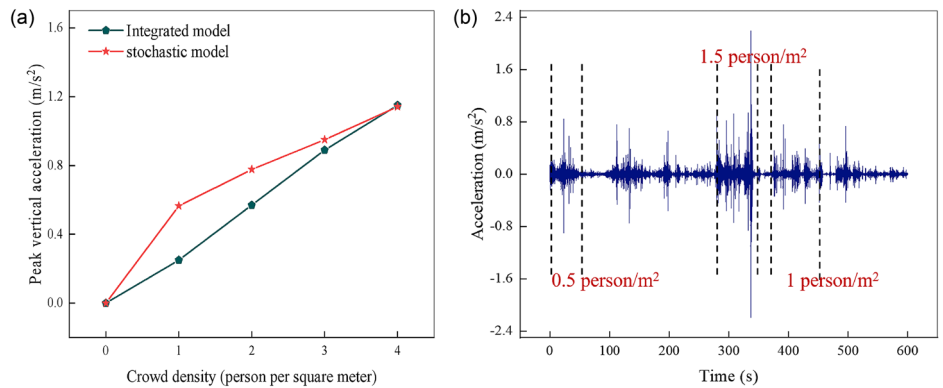 (a)
Integrated model
stochastic model
Peak vertical acceleration (m/s²)
1.6
1.2
0.8
0.4
0.0
0 1 2 3 4
Crowd density (person per square meter)
(b)
Acceleration (m/s²)
2.4
1.6
0.8
0.0
-0.8
-1.6
-2.4
1.5 person/m²
0.5 person/m²
1 person/m²
0 100 200 300 400 500 600
Time (s)